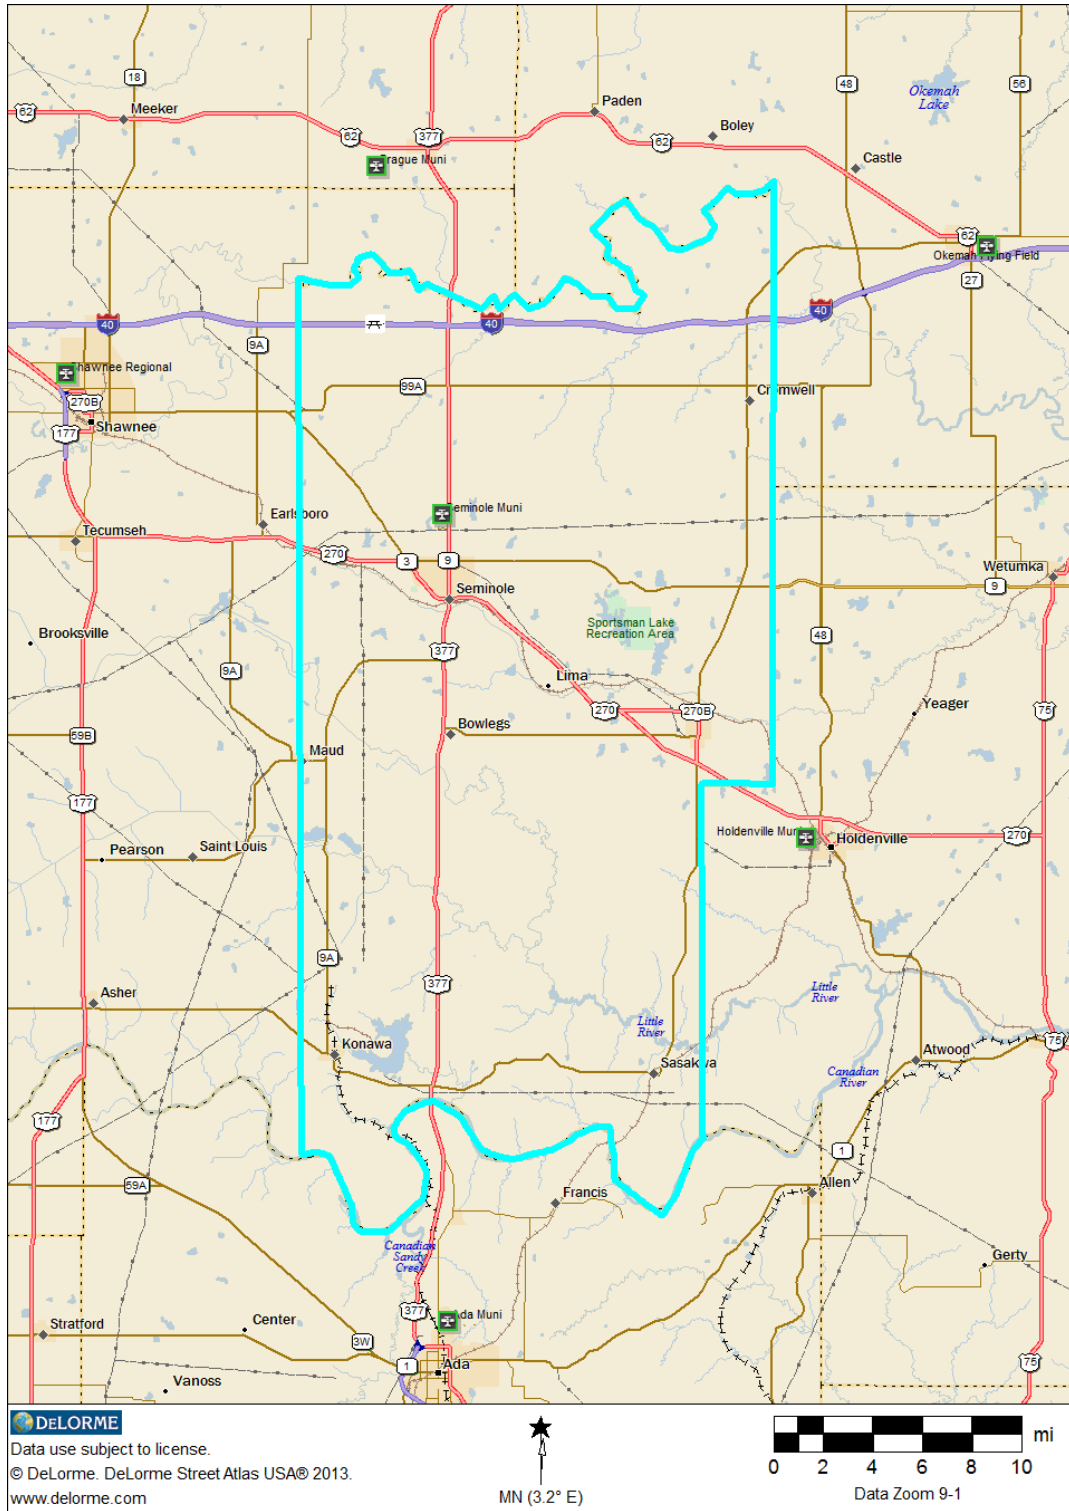 18
48
56
Okemah
Lake
Meeker
Paden
62
377
Boley
62
62
62
Castle
Prague Muni
62
Okemah Flying Field
27
40
40
40
9A
Shawnee Regional
99A
Cromwell
270B
Shawnee
177
Seminole Muni
Earlsboro
Tecumseh
270
3
9
Wetumka
9
Seminole
Sportsman Lake
Recreation Area
Brooksville
48
377
9A
Lima
270
270B
Yeager
75
59B
Bowlegs
Maud
177
Holdenville Muni
Holdenville
270
Pearson
Saint Louis
9A
377
Asher
Little
River
Little
River
Konawa
75
Atwood
Sasakwa
Canadian
River
177
1
59A
Allen
Francis
Canadian
Sandy
Creek
Gerty
377
Ada Muni
Center
Stratford
3W
75
1
Ada
Vanoss
DELORME
Data use subject to license.
© DeLorme. DeLorme Street Atlas USA® 2013.
www.delorme.com
MN (3.2° E)
mi
0 2 4 6 8 10
Data Zoom 9-1